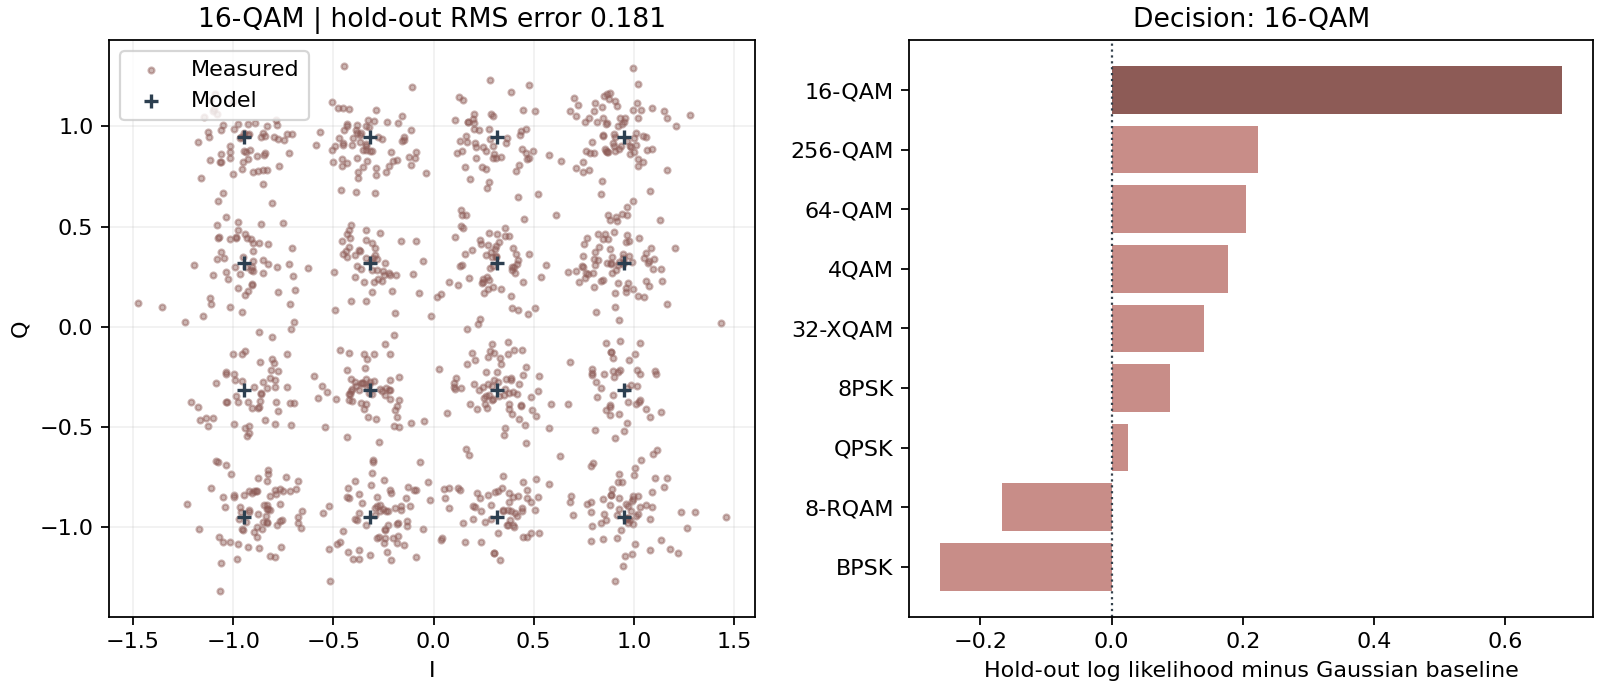 16-QAM | hold-out RMS error 0.181
Measured
Model
Q
1.0
0.5
0.0
−0.5
−1.0
−1.5
−1.0
−0.5
0.0
0.5
1.0
1.5
I
Decision: 16-QAM
16-QAM
256-QAM
64-QAM
4QAM
32-XQAM
8PSK
QPSK
8-RQAM
BPSK
−0.2
0.0
0.2
0.4
0.6
Hold-out log likelihood minus Gaussian baseline